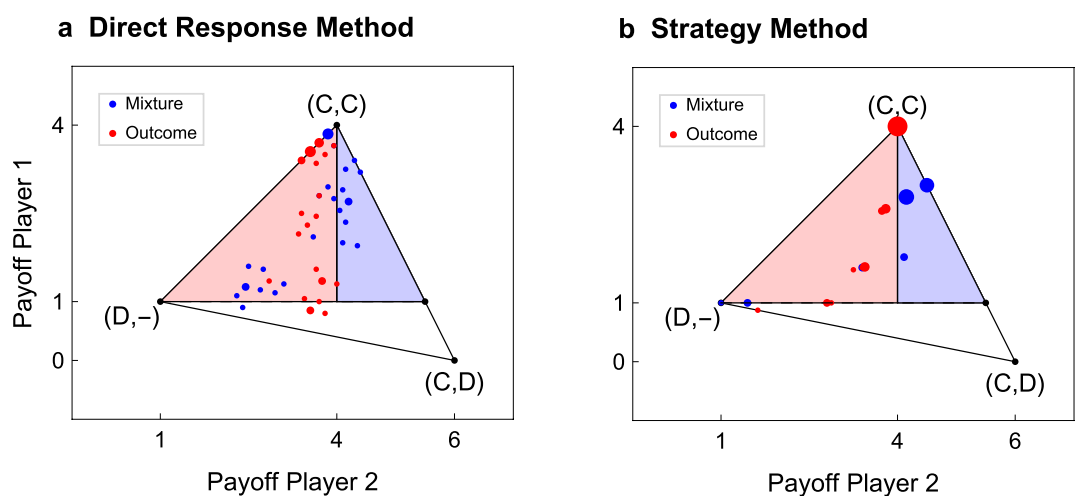 a Direct Response Method
Mixture
Outcome
(C,C)
(D,−)
(C,D)
4
1
0
1
4
6
Payoff Player 1
Payoff Player 2
b Strategy Method
Mixture
Outcome
(C,C)
(D,−)
(C,D)
4
1
0
1
4
6
Payoff Player 2